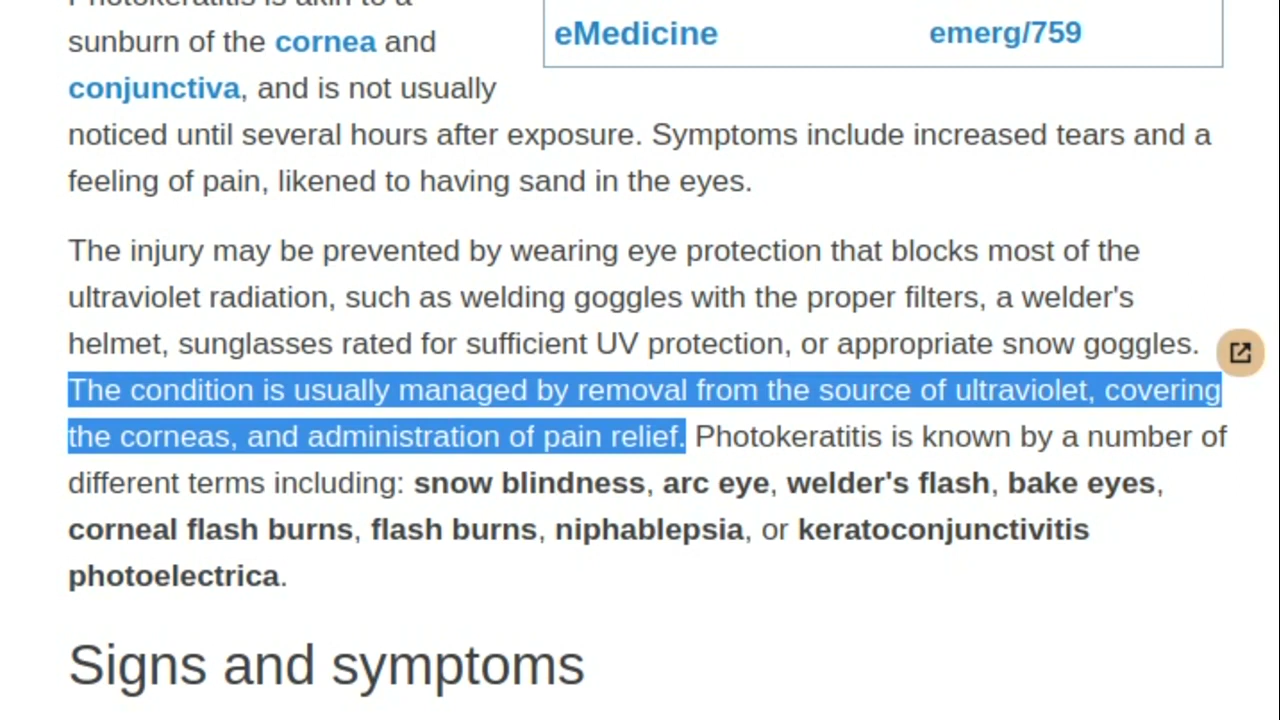 Photokeratitis is akin to a
sunburn of the cornea and
conjunctiva, and is not usually
eMedicine emerg/759
noticed until several hours after exposure. Symptoms include increased tears and a
feeling of pain, likened to having sand in the eyes.
The injury may be prevented by wearing eye protection that blocks most of the
ultraviolet radiation, such as welding goggles with the proper filters, a welder's
helmet, sunglasses rated for sufficient UV protection, or appropriate snow goggles.
The condition is usually managed by removal from the source of ultraviolet, covering
the corneas, and administration of pain relief. Photokeratitis is known by a number of
different terms including: snow blindness, arc eye, welder's flash, bake eyes,
corneal flash burns, flash burns, niphablepsia, or keratoconjunctivitis
photoelectrica.
Signs and symptoms